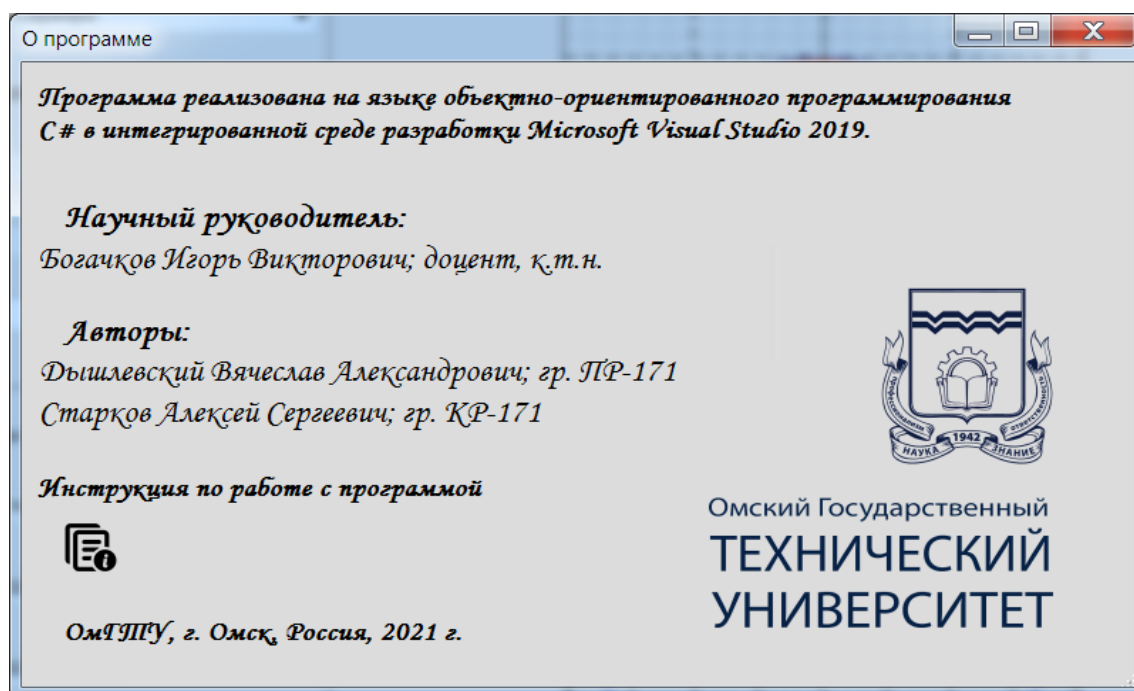 О программе
Программа реализована на языке объектно-ориентированного программирования
C# в интегрированной среде разработки Microsoft Visual Studio 2019.
Научный руководитель:
Богачков Игорь Викторович; доцент, к.т.н.
Авторы:
Дышлевский Вячеслав Александрович; гр. ПР-171
Старков Алексей Сергеевич; гр. КР-171
Инструкция по работе с программой
ОмГТУ, г. Омск, Россия, 2021 г.
профессионализм
ответственность
НАУКА 1942 ЗНАНИЕ
Омский Государственный
ТЕХНИЧЕСКИЙ
УНИВЕРСИТЕТ